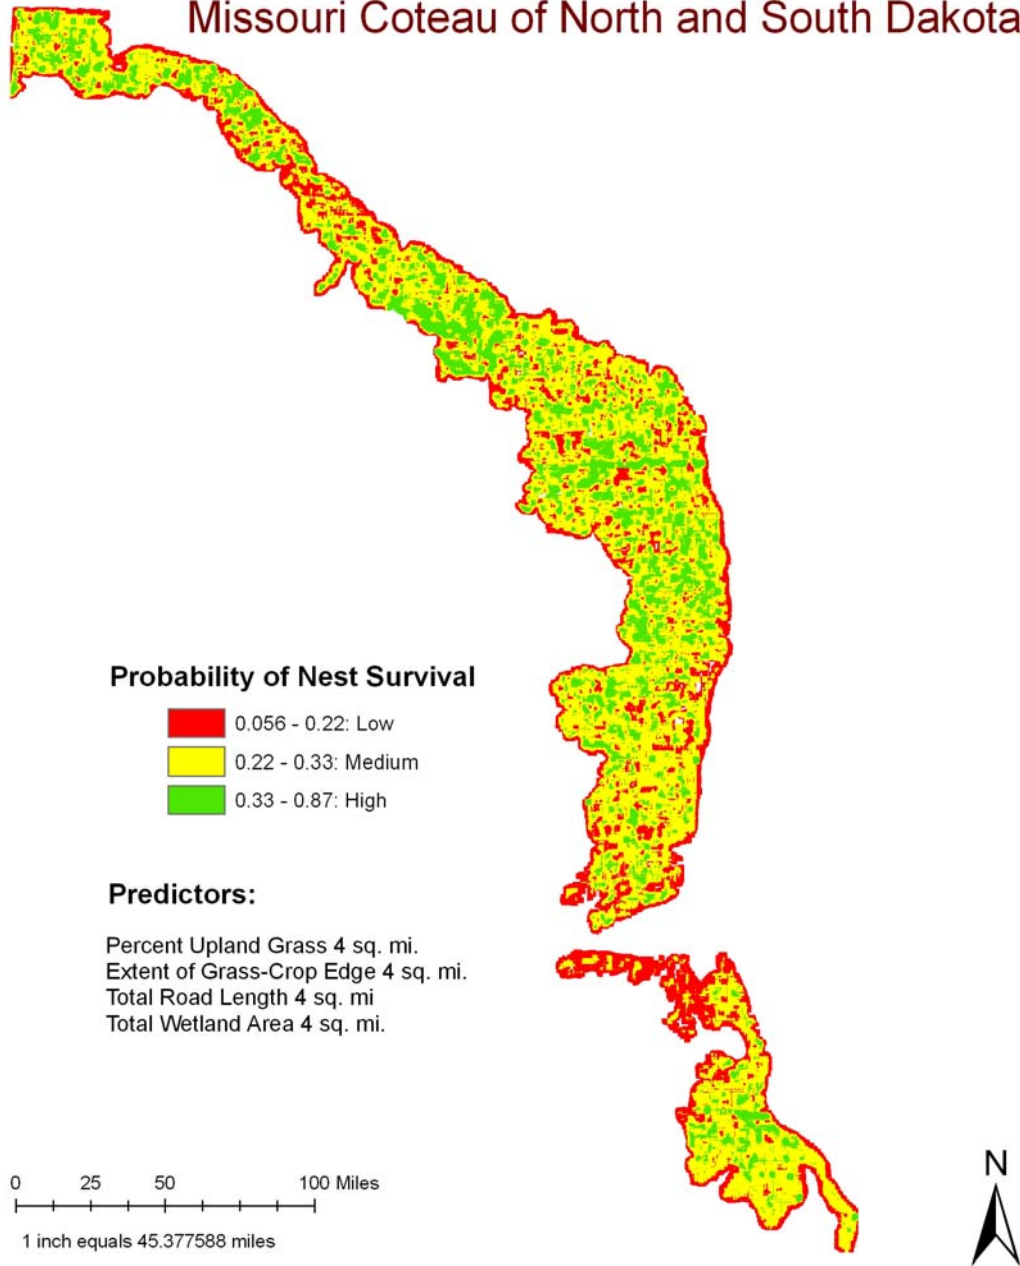 Missouri Coteau of North and South Dakota
Probability of Nest Survival
0.056 - 0.22: Low
0.22 - 0.33: Medium
0.33 - 0.87: High
Predictors:
Percent Upland Grass 4 sq. mi.
Extent of Grass-Crop Edge 4 sq. mi.
Total Road Length 4 sq. mi
Total Wetland Area 4 sq. mi.
0 25 50 100 Miles
1 inch equals 45.377588 miles
N